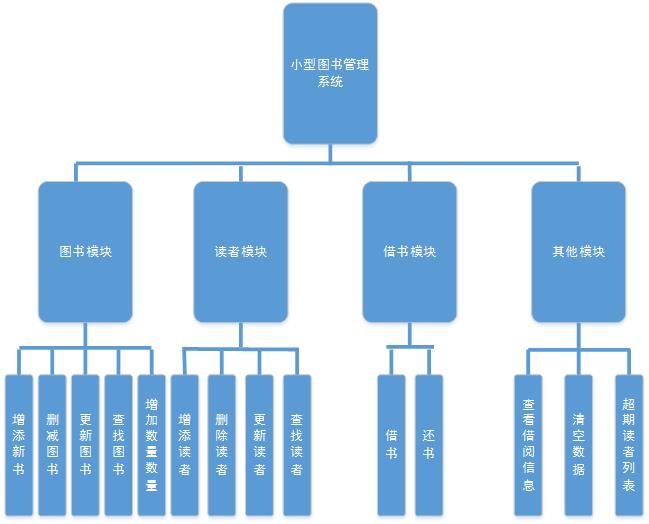 小型图书管理
系统
图书模块
读者模块
借书模块
其他模块
增添新书
删减图书
更新图书
查找图书
增加数量数量
增添读者
删除读者
更新读者
查找读者
借书
还书
查看借阅信息
清空数据
超期读者列表